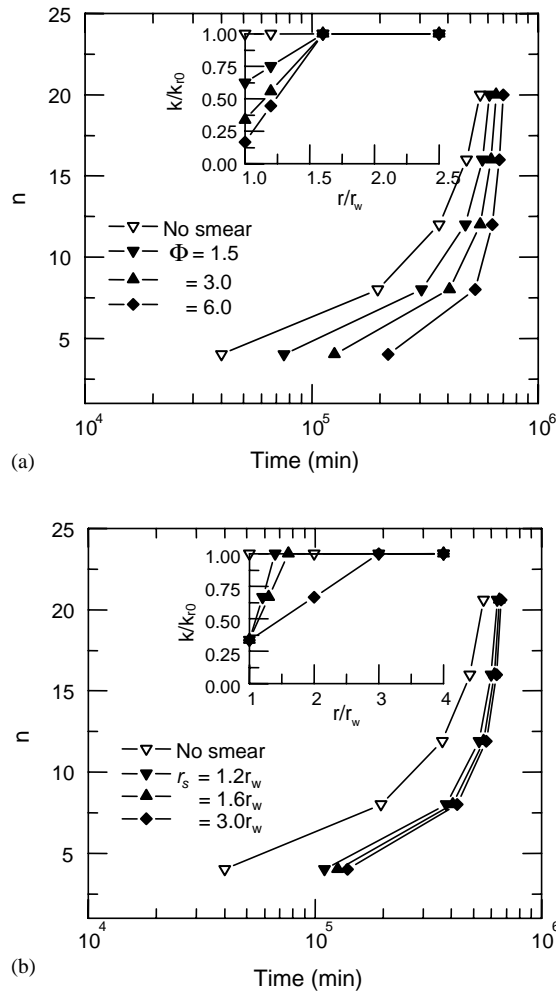 25
20
15
10
5
n
1.00
0.75
0.50
0.25
0.00
k/k_r0
1.0 1.5 2.0 2.5
r/r_w
No smear
Φ = 1.5
= 3.0
= 6.0
10^4 10^5 10^6
Time (min)
(a)
25
20
15
10
5
n
1.00
0.75
0.50
0.25
0.00
k/k_r0
1 2 3 4
r/r_w
No smear
r_s = 1.2r_w
= 1.6r_w
= 3.0r_w
10^4 10^5 10^6
Time (min)
(b)